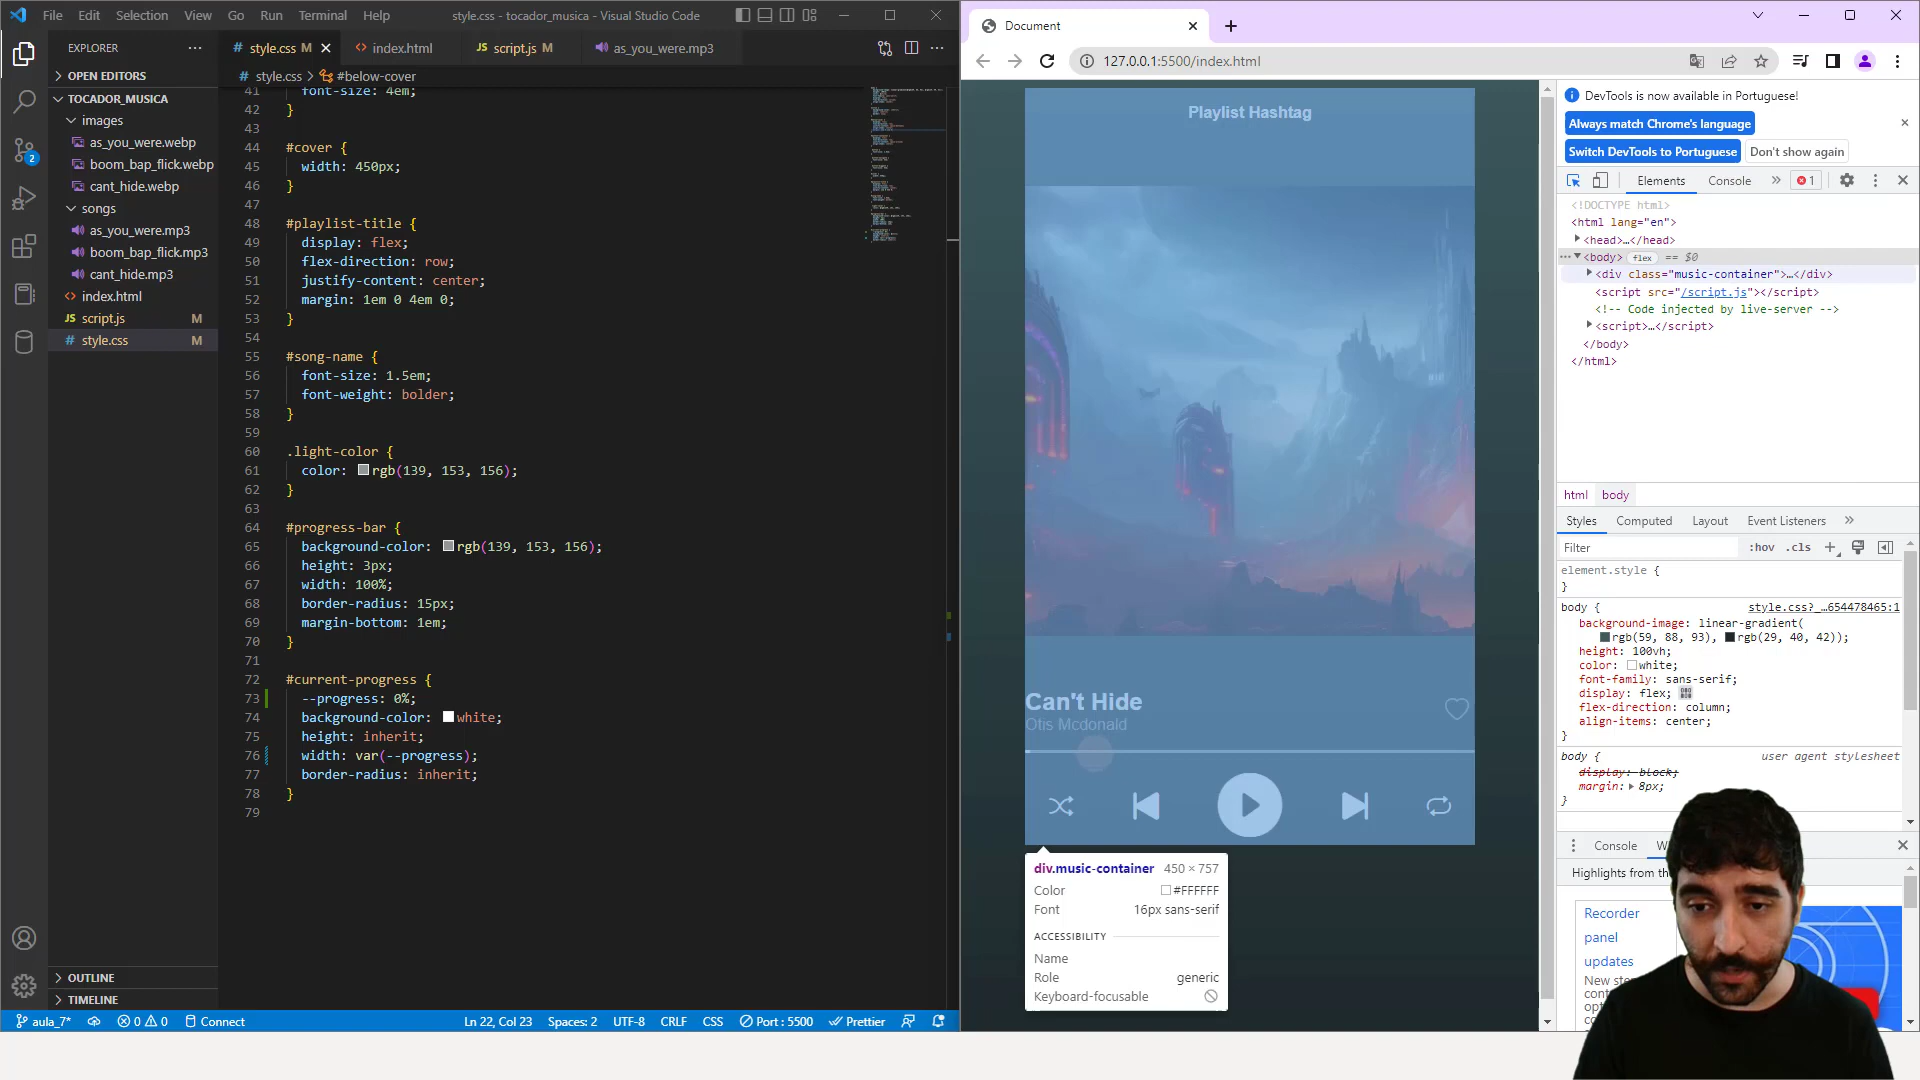 File Edit Selection View Go Run Terminal Help
style.css - tocador_musica - Visual Studio Code
EXPLORER
OPEN EDITORS
TOCADOR_MUSICA
images
as_you_were.webp
boom_bap_flick.webp
cant_hide.webp
songs
as_you_were.mp3
boom_bap_flick.mp3
cant_hide.mp3
index.html
JS script.js M
# style.css M
OUTLINE
TIMELINE
2
# style.css M
index.html
JS script.js M
as_you_were.mp3
# style.css > #below-cover
41 font-size: 4em;
42 }
43
44 #cover {
45 width: 450px;
46 }
47
48 #playlist-title {
49 display: flex;
50 flex-direction: row;
51 justify-content: center;
52 margin: 1em 0 4em 0;
53 }
54
55 #song-name {
56 font-size: 1.5em;
57 font-weight: bolder;
58 }
59
60 .light-color {
61 color: rgb(139, 153, 156);
62 }
63
64 #progress-bar {
65 background-color: rgb(139, 153, 156);
66 height: 3px;
67 width: 100%;
68 border-radius: 15px;
69 margin-bottom: 1em;
70 }
71
72 #current-progress {
73 --progress: 0%;
74 background-color: white;
75 height: inherit;
76 width: var(--progress);
77 border-radius: inherit;
78 }
79
aula_7* 0 0 Connect Ln 22, Col 23 Spaces: 2 UTF-8 CRLF CSS Port : 5500 Prettier
Document
127.0.0.1:5500/index.html
Playlist Hashtag
Can't Hide
Otis Mcdonald
div.music-container 450 × 757
Color #FFFFFF
Font 16px sans-serif
ACCESSIBILITY
Name
Role generic
Keyboard-focusable
DevTools is now available in Portuguese!
Always match Chrome's language
Switch DevTools to Portuguese Don't show again
Elements Console » 1
<!DOCTYPE html>
<html lang="en">
<head>…</head>
<body> flex == $0
<div class="music-container">…</div>
<script src="/script.js"></script>
<!-- Code injected by live-server -->
<script>…</script>
</body>
</html>
html body
Styles Computed Layout Event Listeners »
Filter :hov .cls +
element.style {
}
body { style.css?_…654478465:1
background-image: linear-gradient(
rgb(59, 88, 93), rgb(29, 40, 42));
height: 100vh;
color: white;
font-family: sans-serif;
display: flex;
flex-direction: column;
align-items: center;
}
body { user agent stylesheet
display: block;
margin: 8px;
}
Console
Highlights from the
Recorder
panel
updates